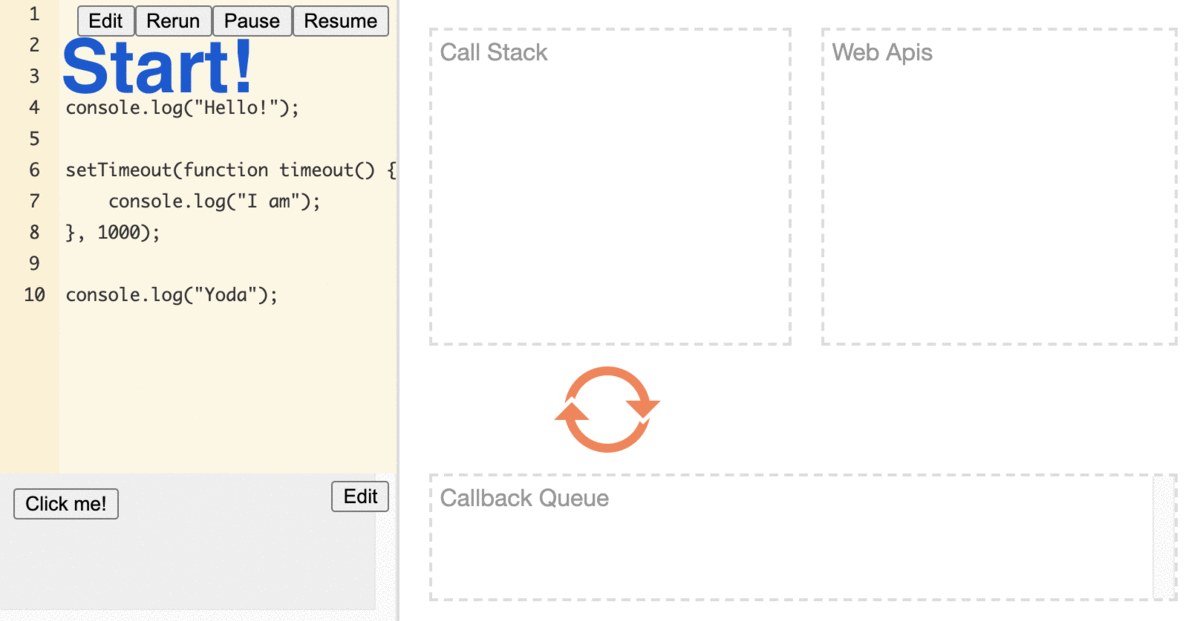 Edit Rerun Pause Resume
1
2
Start!
3
4 console.log("Hello!");
5
6 setTimeout(function timeout() {
7     console.log("I am");
8 }, 1000);
9
10 console.log("Yoda");
Click me!
Edit
Call Stack
Web Apis
Callback Queue